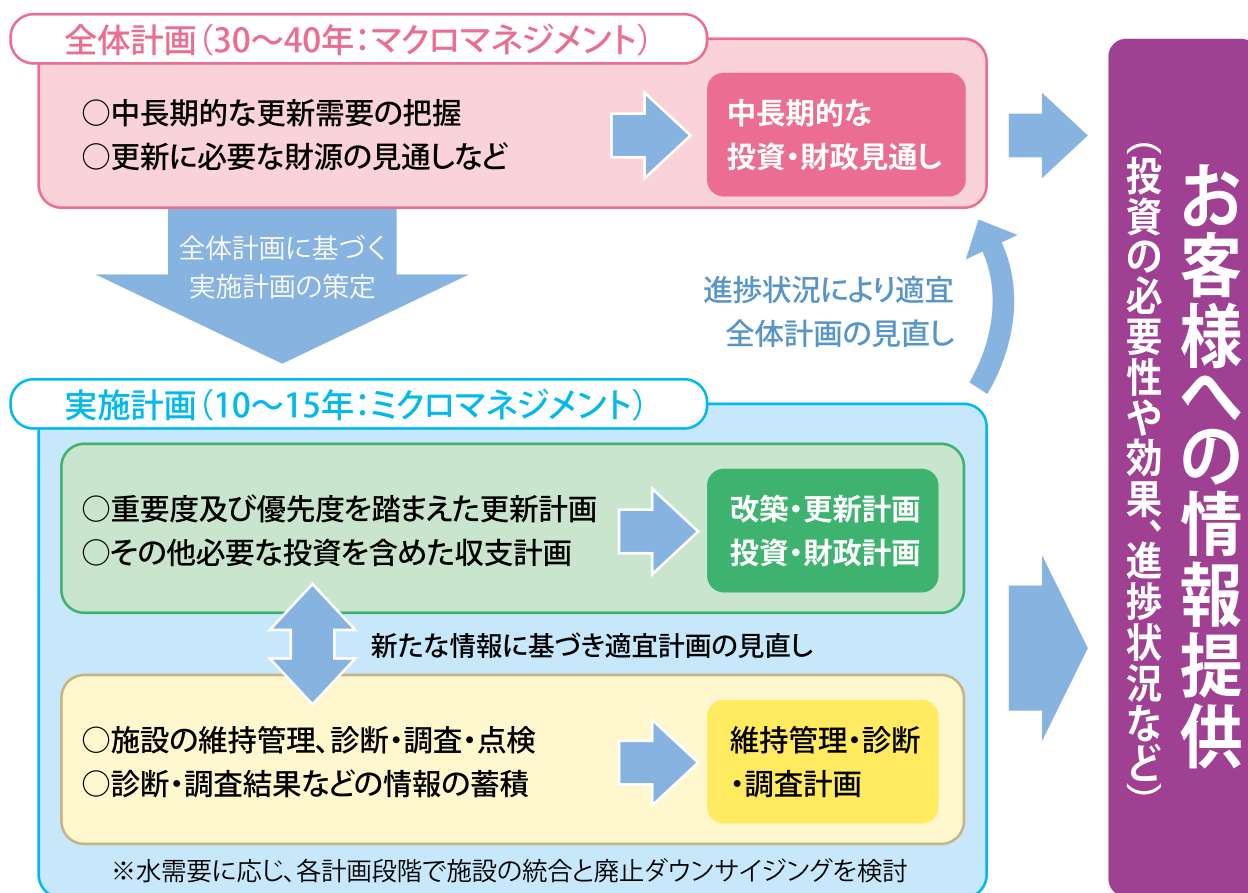 全体計画（30～40年：マクロマネジメント）
○中長期的な更新需要の把握
○更新に必要な財源の見通しなど
中長期的な
投資・財政見通し
全体計画に基づく
実施計画の策定
進捗状況により適宜
全体計画の見直し
実施計画（10～15年：ミクロマネジメント）
○重要度及び優先度を踏まえた更新計画
○その他必要な投資を含めた収支計画
改築・更新計画
投資・財政計画
新たな情報に基づき適宜計画の見直し
○施設の維持管理、診断・調査・点検
○診断・調査結果などの情報の蓄積
維持管理・診断
・調査計画
※水需要に応じ、各計画段階で施設の統合と廃止ダウンサイジングを検討
お客様への情報提供
（投資の必要性や効果、進捗状況など）